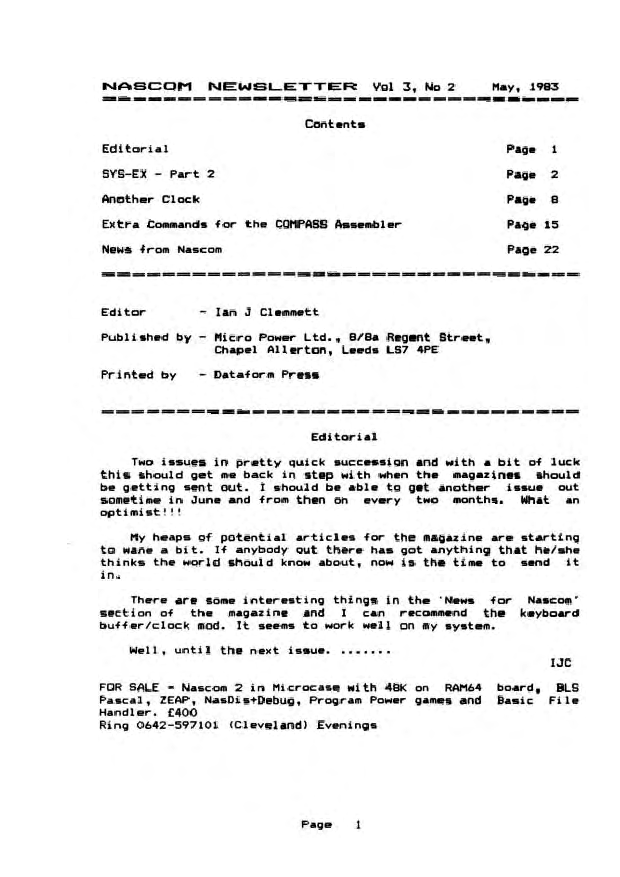 NASCOM NEWSLETTER Vol 3, No 2 May, 1983
Contents
Editorial Page 1
SYS-EX - Part 2 Page 2
Another Clock Page 8
Extra Commands for the COMPASS Assembler Page 15
News from Nascom Page 22
Editor - Ian J Clemmett
Published by - Micro Power Ltd., 8/8a Regent Street,
Chapel Allerton, Leeds LS7 4PE
Printed by - Dataform Press
Editorial
Two issues in pretty quick succession and with a bit of luck
this should get me back in step with when the magazines should
be getting sent out. I should be able to get another issue out
sometime in June and from then on every two months. What an
optimist!!!
My heaps of potential articles for the magazine are starting
to wane a bit. If anybody out there has got anything that he/she
thinks the world should know about, now is the time to send it
in.
There are some interesting things in the 'News for Nascom'
section of the magazine and I can recommend the keyboard
buffer/clock mod. It seems to work well on my system.
Well, until the next issue. .......
IJC
FOR SALE - Nascom 2 in Microcase with 48K on RAM64 board, BLS
Pascal, ZEAP, NasDis+Debug, Program Power games and Basic File
Handler. £400
Ring 0642-597101 (Cleveland) Evenings
Page 1